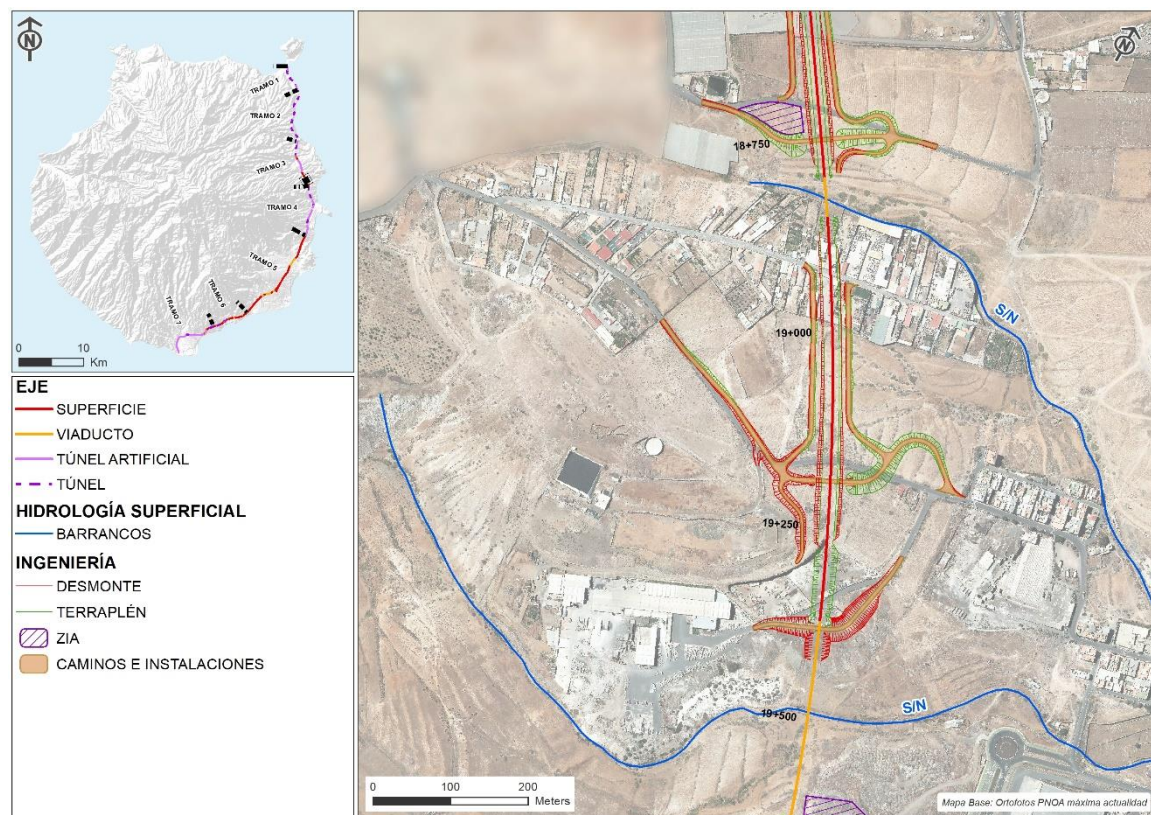 N
TRAMO 1
TRAMO 2
TRAMO 3
TRAMO 4
TRAMO 5
TRAMO 6
TRAMO 7
0 10
Km
EJE
SUPERFICIE
VIADUCTO
TÚNEL ARTIFICIAL
TÚNEL
HIDROLOGÍA SUPERFICIAL
BARRANCOS
INGENIERÍA
DESMONTE
TERRAPLÉN
ZIA
CAMINOS E INSTALACIONES
N
18+750
S/N
19+000
19+250
S/N
19+500
0 100 200
Meters
Mapa Base: Ortofotos PNOA máxima actualidad